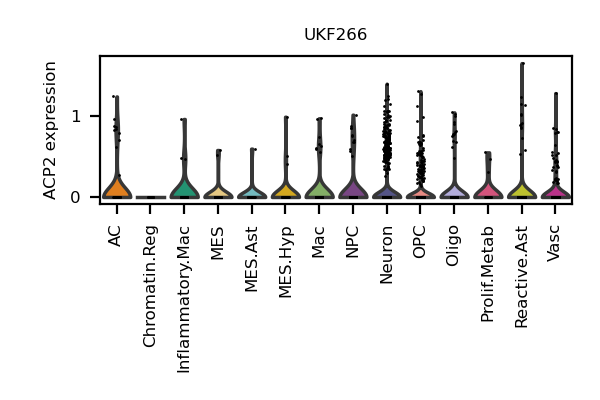 UKF266
ACP2 expression
1
0
AC
Chromatin.Reg
Inflammatory.Mac
MES
MES.Ast
MES.Hyp
Mac
NPC
Neuron
OPC
Oligo
Prolif.Metab
Reactive.Ast
Vasc